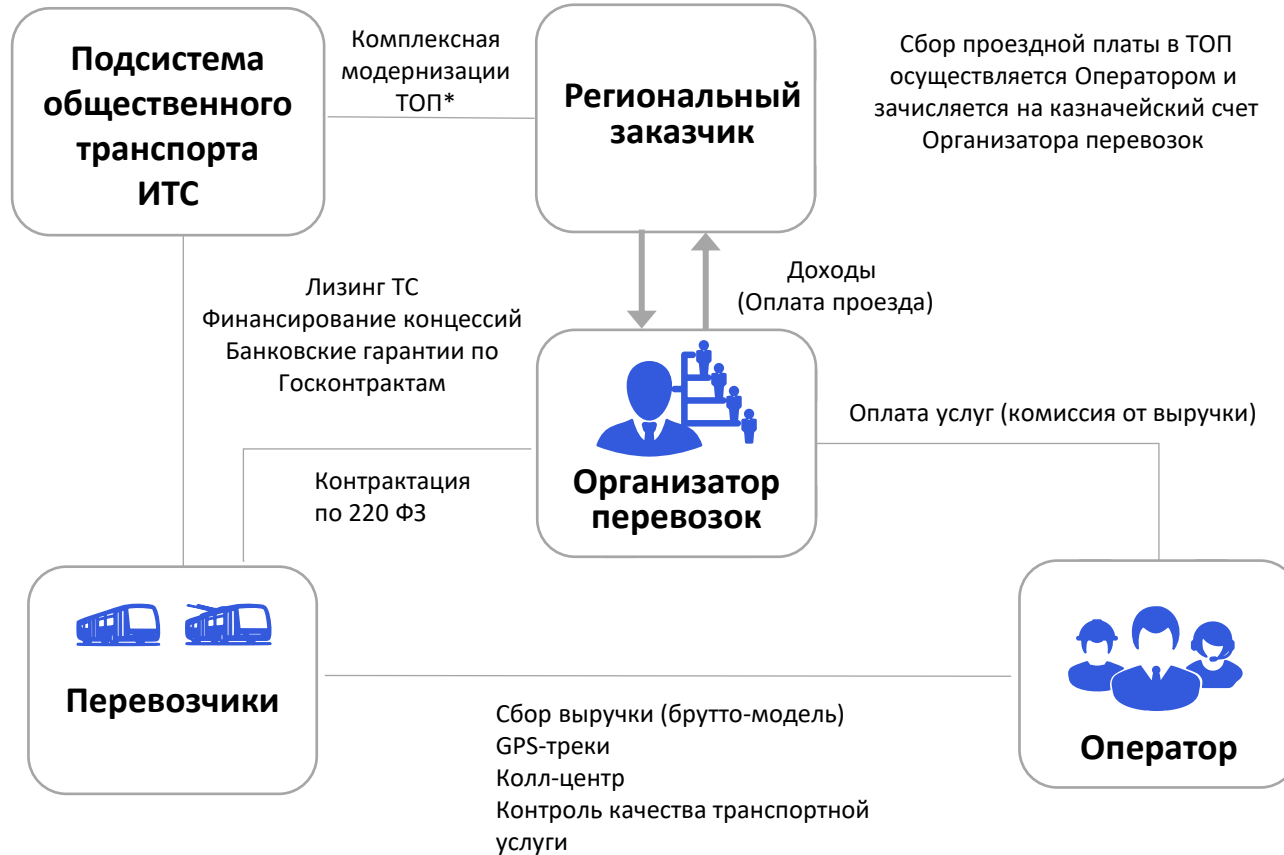 Подсистема
общественного
транспорта
ИТС
Комплексная
модернизации
ТОП*
Региональный
заказчик
Сбор проездной платы в ТОП
осуществляется Оператором и
зачисляется на казначейский счет
Организатора перевозок
Лизинг ТС
Финансирование концессий
Банковские гарантии по
Госконтрактам
Доходы
(Оплата проезда)
Организатор
перевозок
Оплата услуг (комиссия от выручки)
Контрактация
по 220 ФЗ
Перевозчики
Сбор выручки (брутто-модель)
GPS-треки
Колл-центр
Контроль качества транспортной
услуги
Оператор